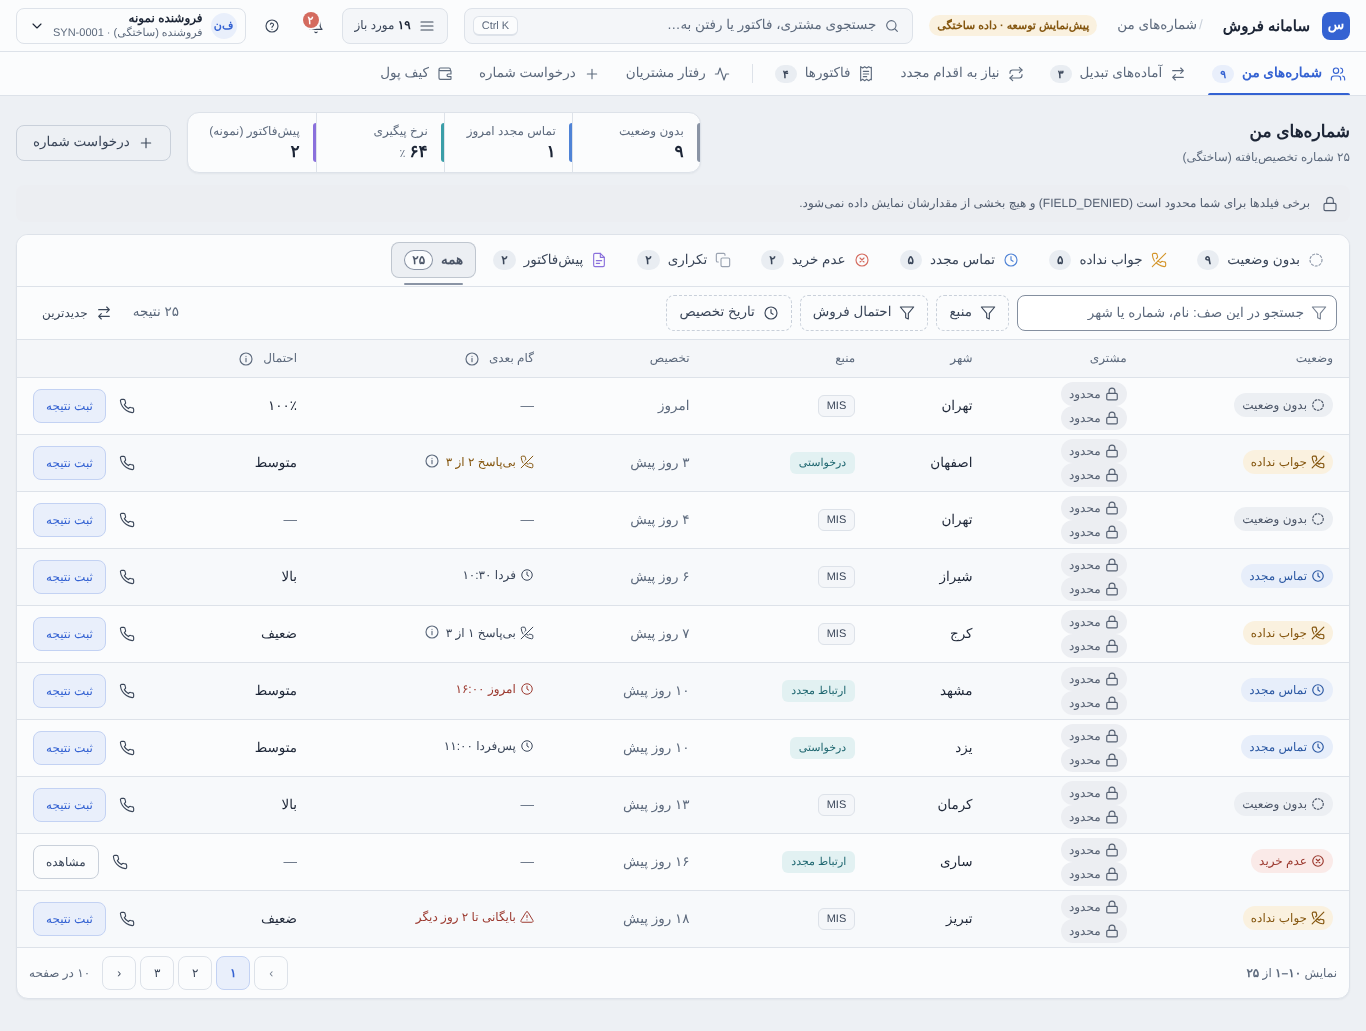 س سامانه فروش / شماره‌های من پیش‌نمایش توسعه · داده ساختگی جستجوی مشتری، فاکتور یا رفتن به… Ctrl K ۱۹ مورد باز ۲ ف‌ن فروشنده نمونه
فروشنده (ساختگی) · SYN-0001
شماره‌های من ۹ آماده‌های تبدیل ۳ نیاز به اقدام مجدد فاکتورها ۴ رفتار مشتریان درخواست شماره کیف پول
شماره‌های من
۲۵ شماره تخصیص‌یافته (ساختگی)
بدون وضعیت ۹
تماس مجدد امروز ۱
نرخ پیگیری ۶۴ ٪
پیش‌فاکتور (نمونه) ۲
درخواست شماره
برخی فیلدها برای شما محدود است (FIELD_DENIED) و هیچ بخشی از مقدارشان نمایش داده نمی‌شود.
بدون وضعیت ۹ جواب نداده ۵ تماس مجدد ۵ عدم خرید ۲ تکراری ۲ پیش‌فاکتور ۲ همه ۲۵
جستجو در این صف: نام، شماره یا شهر منبع احتمال فروش تاریخ تخصیص ۲۵ نتیجه جدیدترین
وضعیت مشتری شهر منبع تخصیص گام بعدی احتمال
بدون وضعیت محدود محدود تهران MIS امروز — ۱۰۰٪ ثبت نتیجه
جواب نداده محدود محدود اصفهان درخواستی ۳ روز پیش بی‌پاسخ ۲ از ۳ متوسط ثبت نتیجه
بدون وضعیت محدود محدود تهران MIS ۴ روز پیش — — ثبت نتیجه
تماس مجدد محدود محدود شیراز MIS ۶ روز پیش فردا ۱۰:۳۰ بالا ثبت نتیجه
جواب نداده محدود محدود کرج MIS ۷ روز پیش بی‌پاسخ ۱ از ۳ ضعیف ثبت نتیجه
تماس مجدد محدود محدود مشهد ارتباط مجدد ۱۰ روز پیش امروز ۱۶:۰۰ متوسط ثبت نتیجه
تماس مجدد محدود محدود یزد درخواستی ۱۰ روز پیش پس‌فردا ۱۱:۰۰ متوسط ثبت نتیجه
بدون وضعیت محدود محدود کرمان MIS ۱۳ روز پیش — بالا ثبت نتیجه
عدم خرید محدود محدود ساری ارتباط مجدد ۱۶ روز پیش — — مشاهده
جواب نداده محدود محدود تبریز MIS ۱۸ روز پیش بایگانی تا ۲ روز دیگر ضعیف ثبت نتیجه
نمایش ۱–۱۰ از ۲۵ › ۱ ۲ ۳ ‹ ۱۰ در صفحه